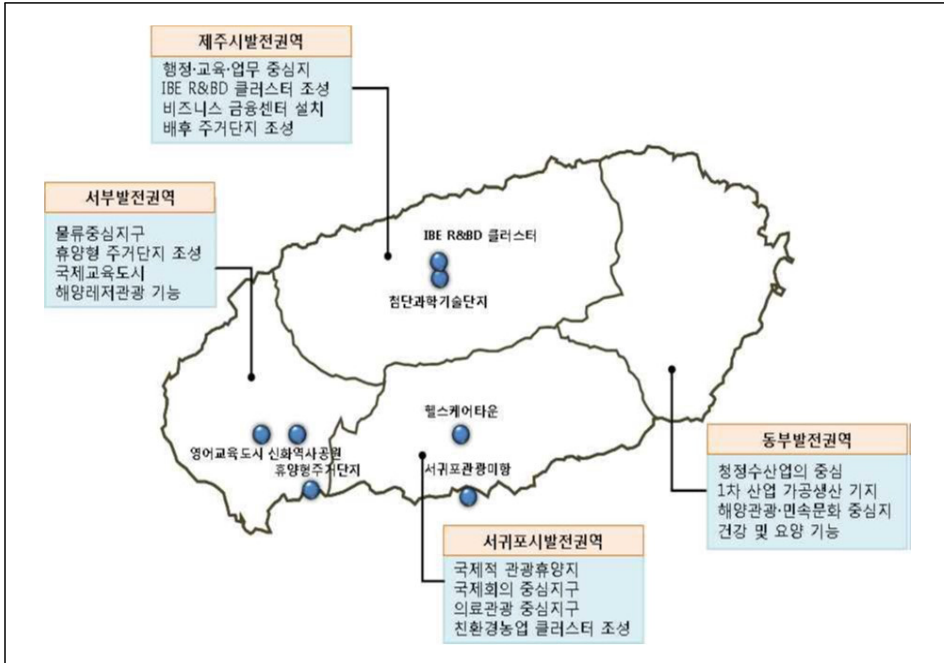 제주시발전권역
행정·교육·업무 중심지
IBE R&BD 클러스터 조성
비즈니스 금융센터 설치
배후 주거단지 조성
서부발전권역
물류중심지구
휴양형 주거단지 조성
국제교육도시
해양레저관광 기능
IBE R&BD 클러스터
첨단과학기술단지
헬스케어타운
영어교육도시 신화역사공원
휴양형주거단지
서귀포관광미항
동부발전권역
청정수산업의 중심
1차 산업 가공생산 기지
해양관광·민속문화 중심지
건강 및 요양 기능
서귀포시발전권역
국제적 관광휴양지
국제회의 중심지구
의료관광 중심지구
친환경농업 클러스터 조성